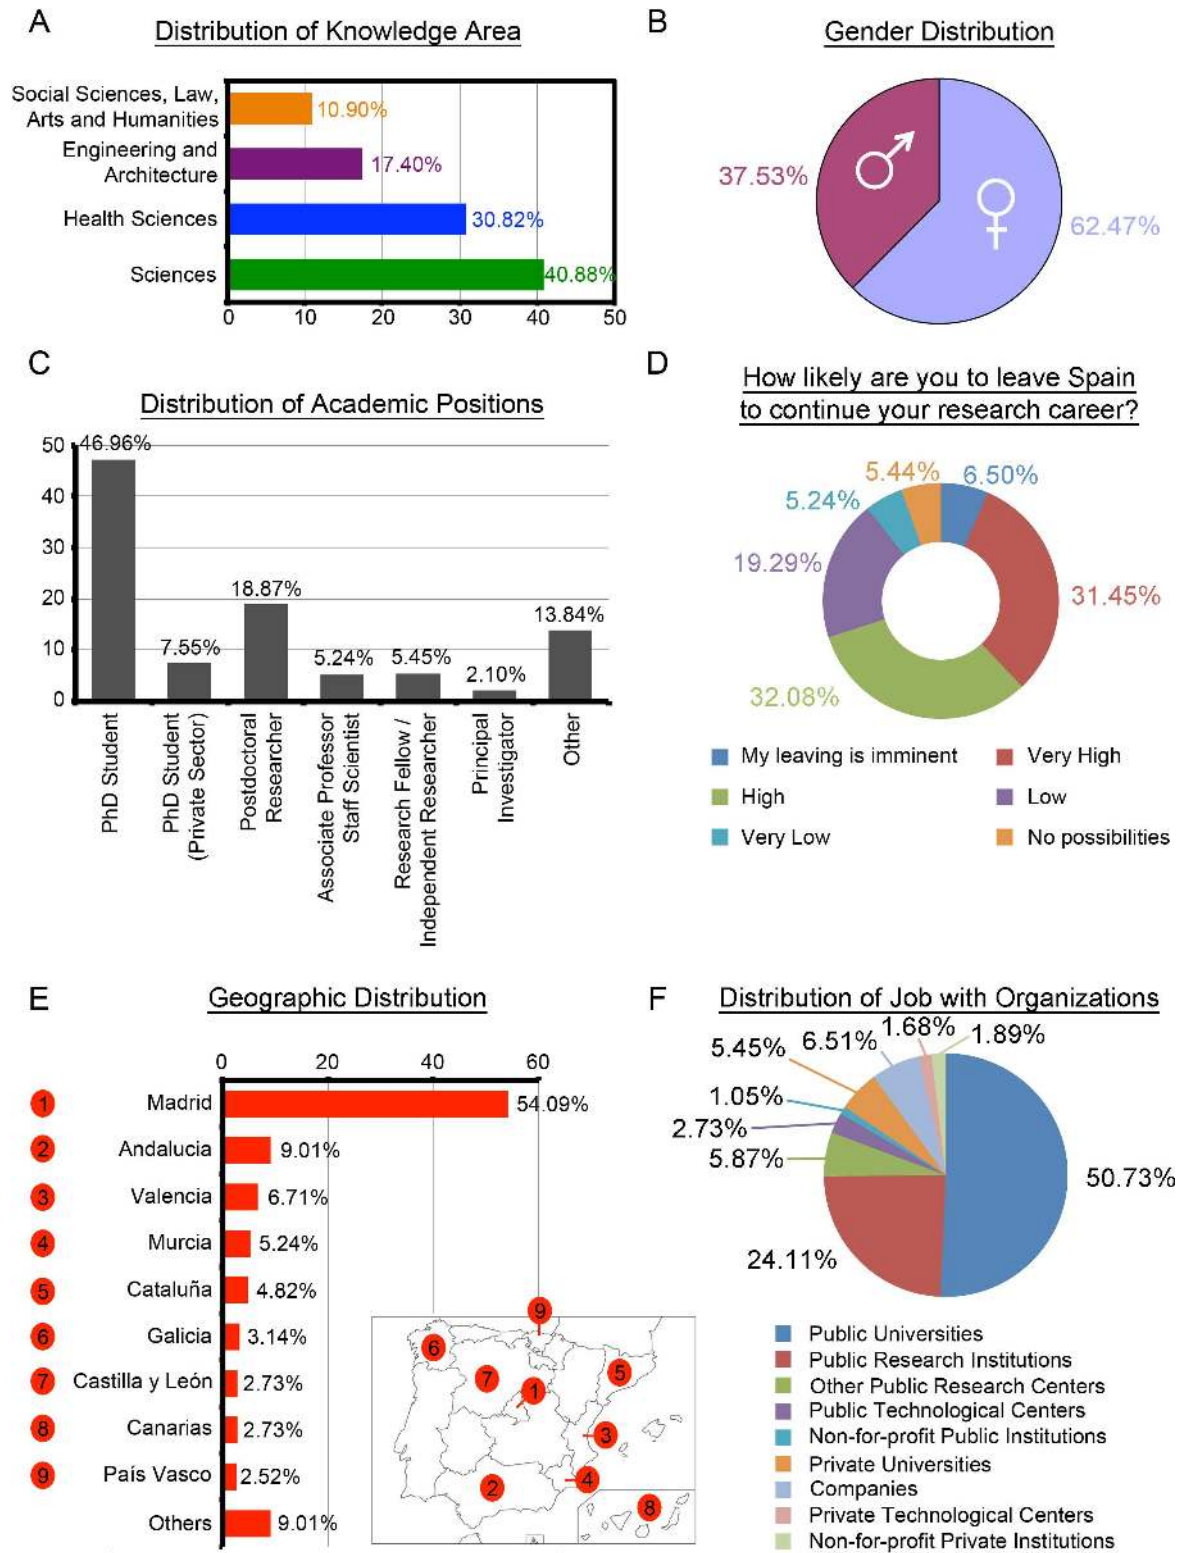 A
Distribution of Knowledge Area
Social Sciences, Law,
Arts and Humanities
10.90%
Engineering and
Architecture
17.40%
Health Sciences
30.82%
Sciences
40.88%
0 10 20 30 40 50
B
Gender Distribution
♂
37.53%
♀
62.47%
C
Distribution of Academic Positions
50
40
30
20
10
0
46.96%
7.55%
18.87%
5.24%
5.45%
2.10%
13.84%
PhD Student
PhD Student
(Private Sector)
Postdoctoral
Researcher
Associate Professor
Staff Scientist
Research Fellow /
Independent Researcher
Principal
Investigator
Other
D
How likely are you to leave Spain
to continue your research career?
5.44%
6.50%
5.24%
19.29%
31.45%
32.08%
My leaving is imminent
Very High
High
Low
Very Low
No possibilities
E
Geographic Distribution
0 20 40 60
1 Madrid 54.09%
2 Andalucia 9.01%
3 Valencia 6.71%
4 Murcia 5.24%
5 Cataluña 4.82%
6 Galicia 3.14%
7 Castilla y León 2.73%
8 Canarias 2.73%
9 País Vasco 2.52%
Others 9.01%
9
6
5
7
1
3
4
2
8
F
Distribution of Job with Organizations
1.68%
1.89%
6.51%
5.45%
1.05%
2.73%
5.87%
50.73%
24.11%
Public Universities
Public Research Institutions
Other Public Research Centers
Public Technological Centers
Non-for-profit Public Institutions
Private Universities
Companies
Private Technological Centers
Non-for-profit Private Institutions